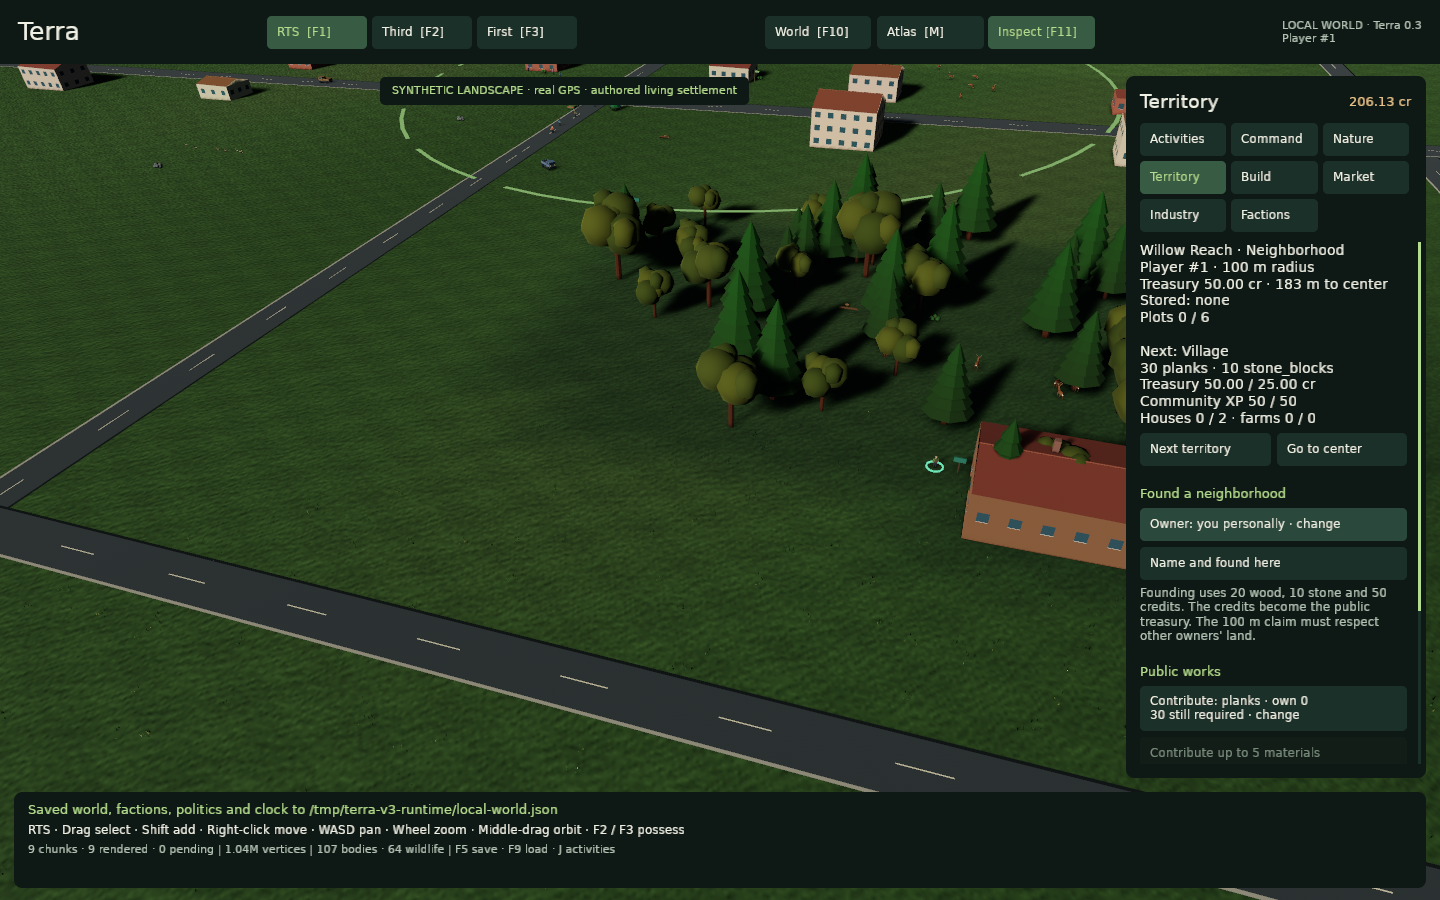 Terra
RTS [F1]
Third [F2]
First [F3]
World [F10]
Atlas [M]
Inspect [F11]
LOCAL WORLD · Terra 0.3
Player #1
SYNTHETIC LANDSCAPE · real GPS · authored living settlement
Territory
206.13 cr
Activities
Command
Nature
Territory
Build
Market
Industry
Factions
Willow Reach · Neighborhood
Player #1 · 100 m radius
Treasury 50.00 cr · 183 m to center
Stored: none
Plots 0 / 6
Next: Village
30 planks · 10 stone_blocks
Treasury 50.00 / 25.00 cr
Community XP 50 / 50
Houses 0 / 2 · farms 0 / 0
Next territory
Go to center
Found a neighborhood
Owner: you personally · change
Name and found here
Founding uses 20 wood, 10 stone and 50
credits. The credits become the public
treasury. The 100 m claim must respect
other owners' land.
Public works
Contribute: planks · own 0
30 still required · change
Contribute up to 5 materials
Saved world, factions, politics and clock to /tmp/terra-v3-runtime/local-world.json
RTS · Drag select · Shift add · Right-click move · WASD pan · Wheel zoom · Middle-drag orbit · F2 / F3 possess
9 chunks · 9 rendered · 0 pending | 1.04M vertices | 107 bodies · 64 wildlife | F5 save · F9 load · J activities